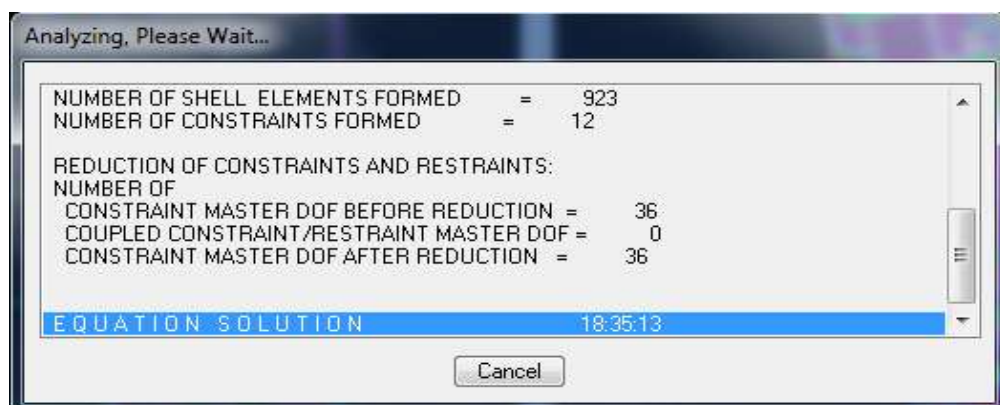 Analyzing, Please Wait...
NUMBER OF SHELL ELEMENTS FORMED = 923
NUMBER OF CONSTRAINTS FORMED = 12
REDUCTION OF CONSTRAINTS AND RESTRAINTS:
NUMBER OF
CONSTRAINT MASTER DOF BEFORE REDUCTION = 36
COUPLED CONSTRAINT/RESTRAINT MASTER DOF = 0
CONSTRAINT MASTER DOF AFTER REDUCTION = 36
E Q U A T I O N S O L U T I O N 18:35:13
Cancel